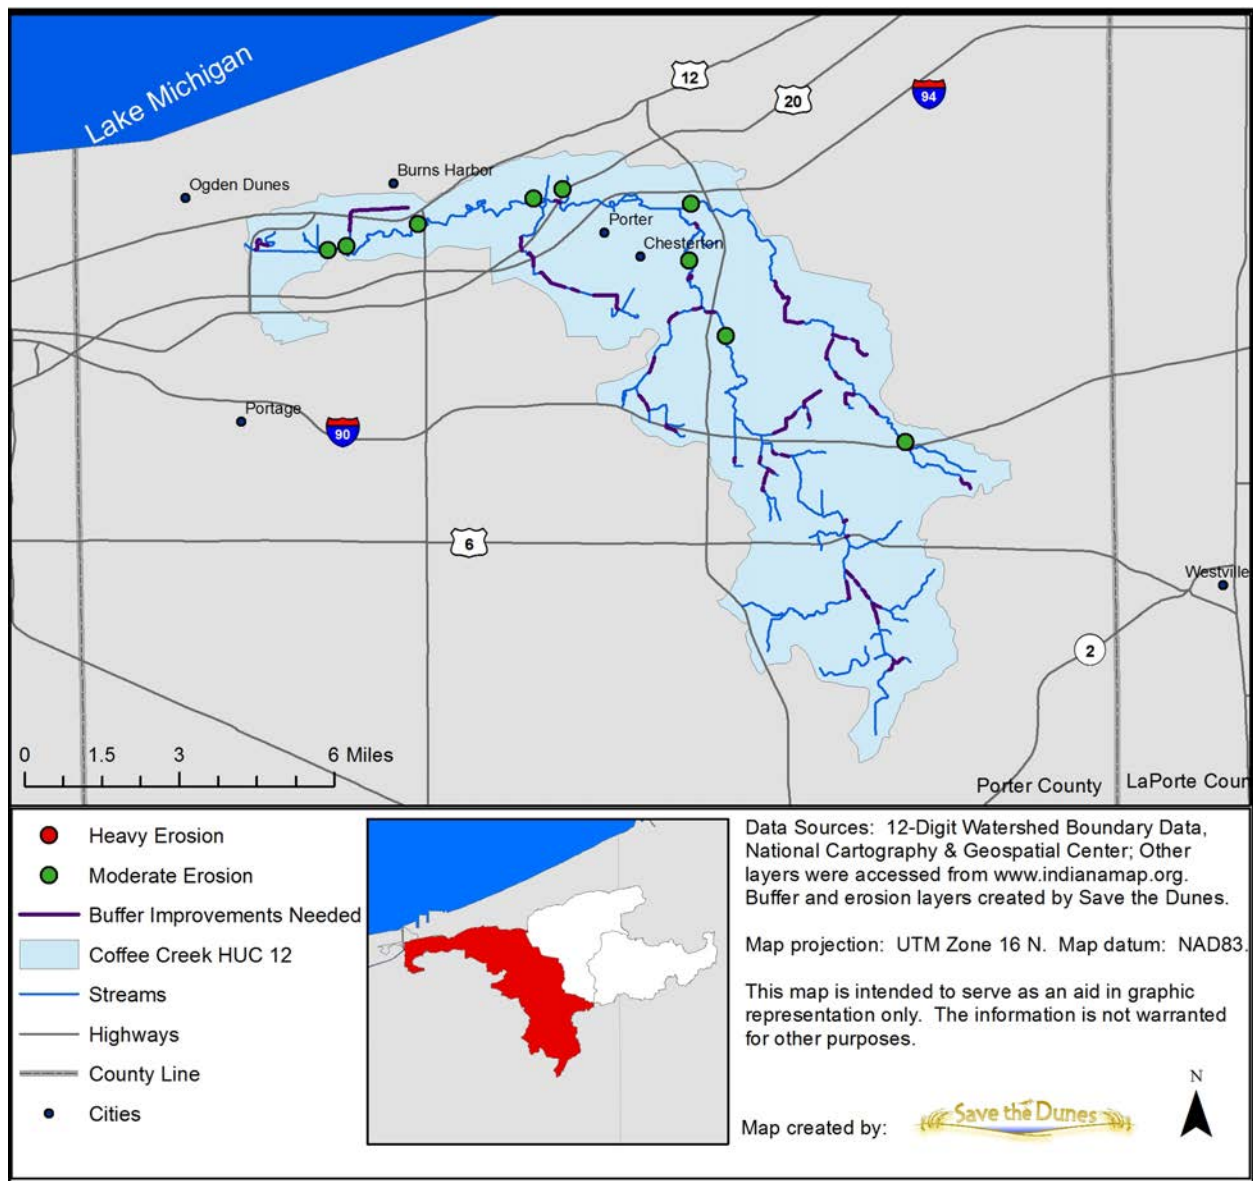 Lake Michigan
12
20
94
Burns Harbor
Ogden Dunes
Porter
Chesterton
Portage
90
6
Westville
2
0 1.5 3 6 Miles
Porter County
LaPorte Coun
Heavy Erosion
Moderate Erosion
Buffer Improvements Needed
Coffee Creek HUC 12
Streams
Highways
County Line
Cities
Data Sources: 12-Digit Watershed Boundary Data,
National Cartography & Geospatial Center; Other
layers were accessed from www.indianamap.org.
Buffer and erosion layers created by Save the Dunes.
Map projection: UTM Zone 16 N. Map datum: NAD83.
This map is intended to serve as an aid in graphic
representation only. The information is not warranted
for other purposes.
N
Map created by:
Save the Dunes